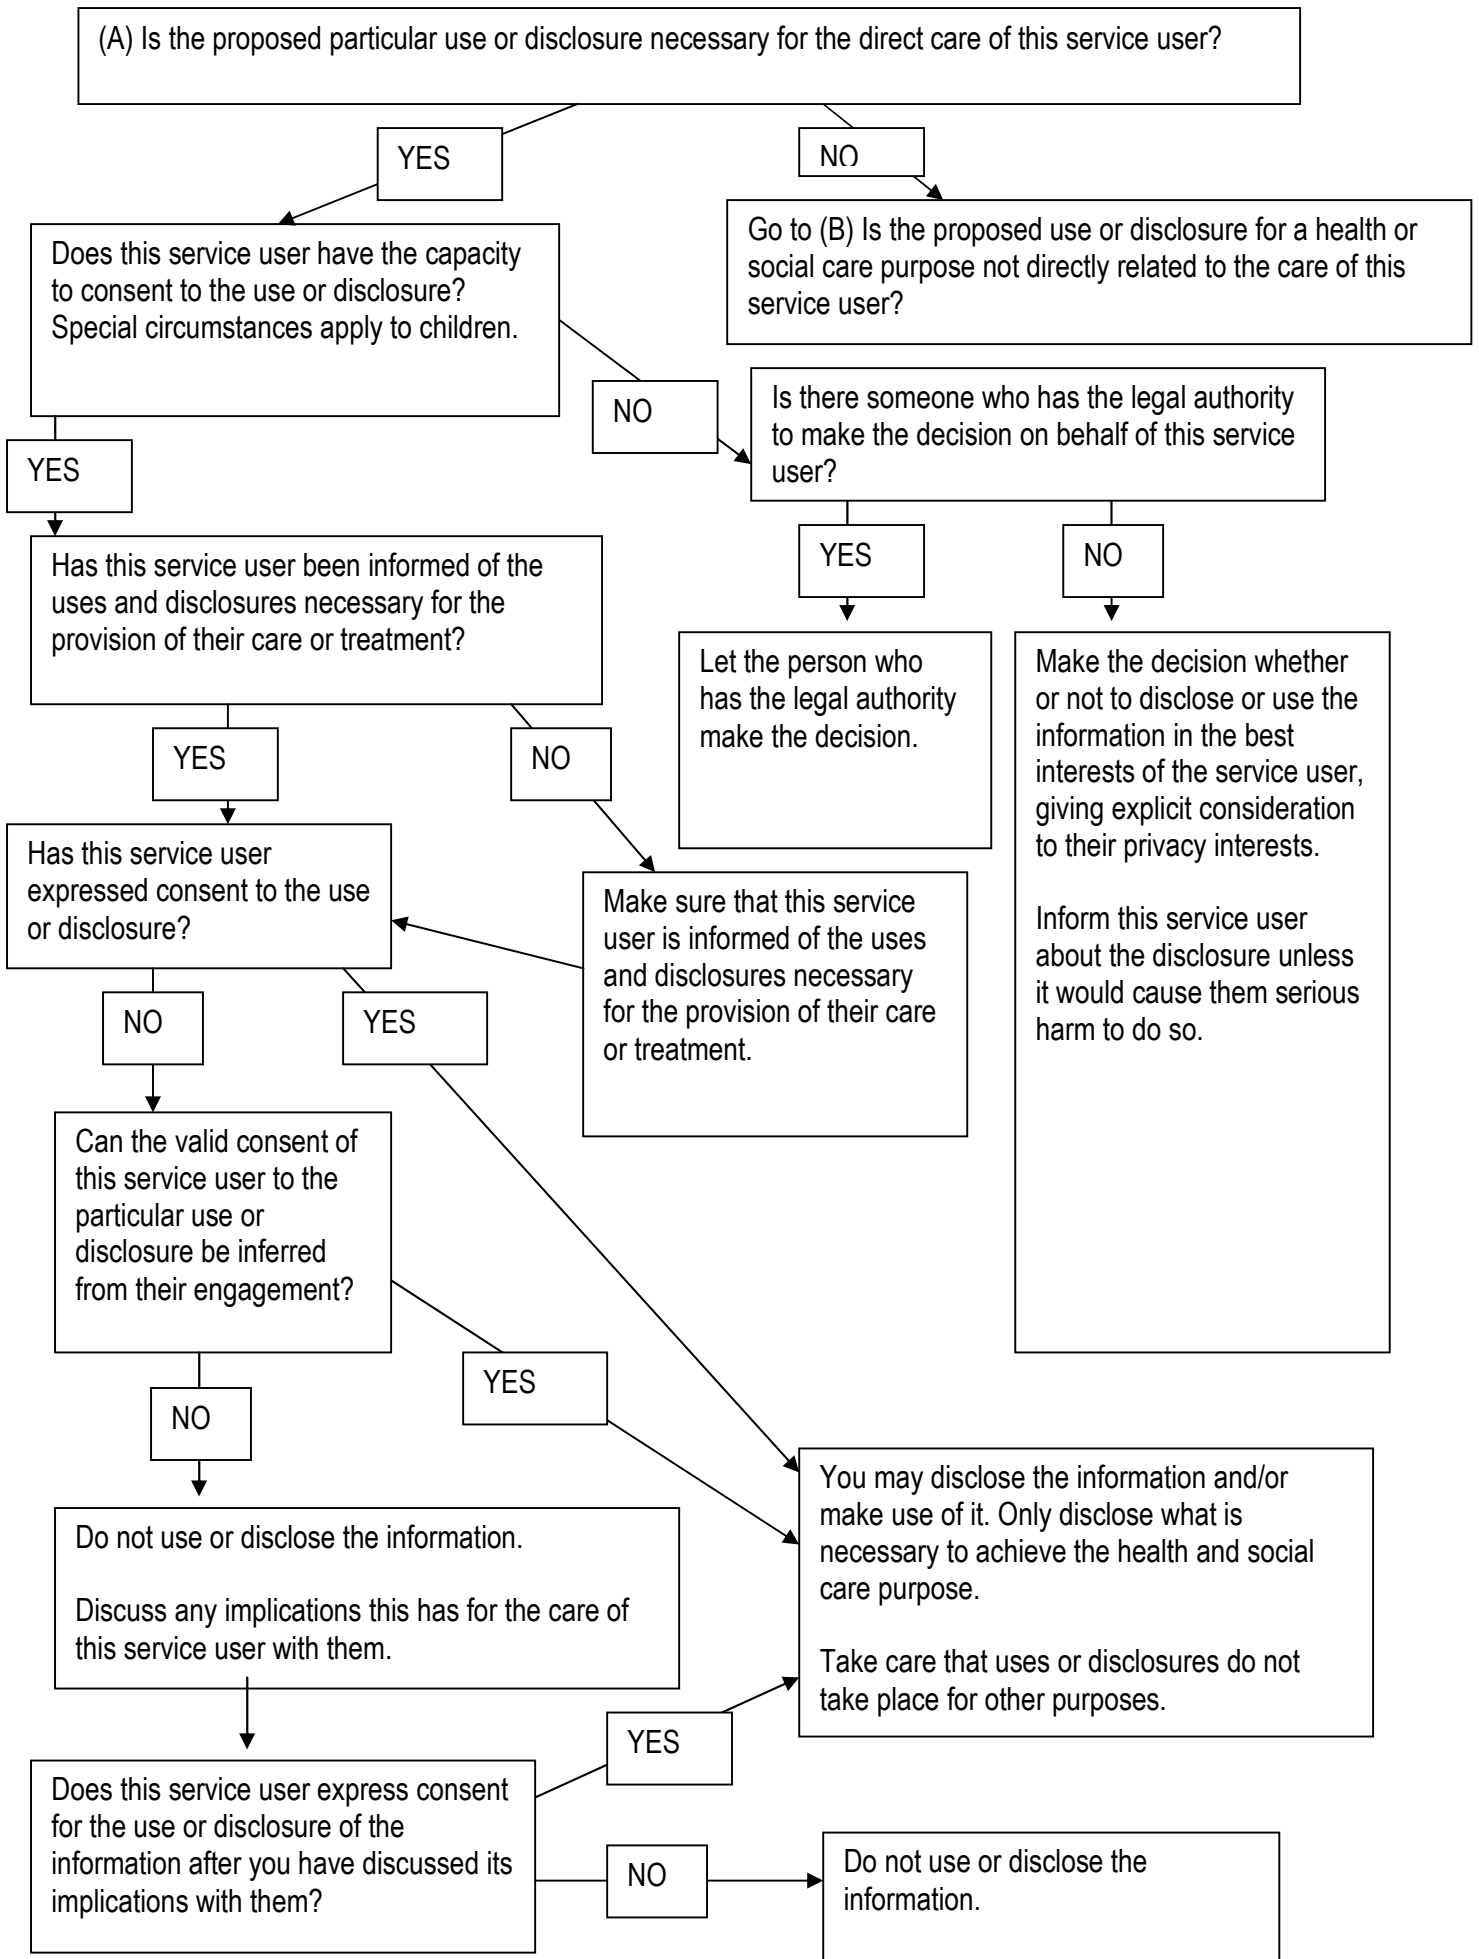 (A) Is the proposed particular use or disclosure necessary for the direct care of this service user?
YES
NO
Does this service user have the capacity
to consent to the use or disclosure?
Special circumstances apply to children.
Go to (B) Is the proposed use or disclosure for a health or
social care purpose not directly related to the care of this
service user?
NO
Is there someone who has the legal authority
to make the decision on behalf of this service
user?
YES
YES
NO
Has this service user been informed of the
uses and disclosures necessary for the
provision of their care or treatment?
Let the person who
has the legal authority
make the decision.
Make the decision whether
or not to disclose or use the
information in the best
interests of the service user,
giving explicit consideration
to their privacy interests.
Inform this service user
about the disclosure unless
it would cause them serious
harm to do so.
YES
NO
Has this service user
expressed consent to the use
or disclosure?
Make sure that this service
user is informed of the uses
and disclosures necessary
for the provision of their care
or treatment.
NO
YES
Can the valid consent of
this service user to the
particular use or
disclosure be inferred
from their engagement?
YES
NO
You may disclose the information and/or
make use of it. Only disclose what is
necessary to achieve the health and social
care purpose.
Take care that uses or disclosures do not
take place for other purposes.
Do not use or disclose the information.
Discuss any implications this has for the care of
this service user with them.
YES
Does this service user express consent
for the use or disclosure of the
information after you have discussed its
implications with them?
NO
Do not use or disclose the
information.